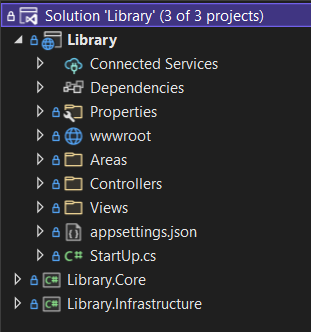 Solution 'Library' (3 of 3 projects)
Library
Connected Services
Dependencies
Properties
wwwroot
Areas
Controllers
Views
appsettings.json
C# StartUp.cs
C# Library.Core
C# Library.Infrastructure